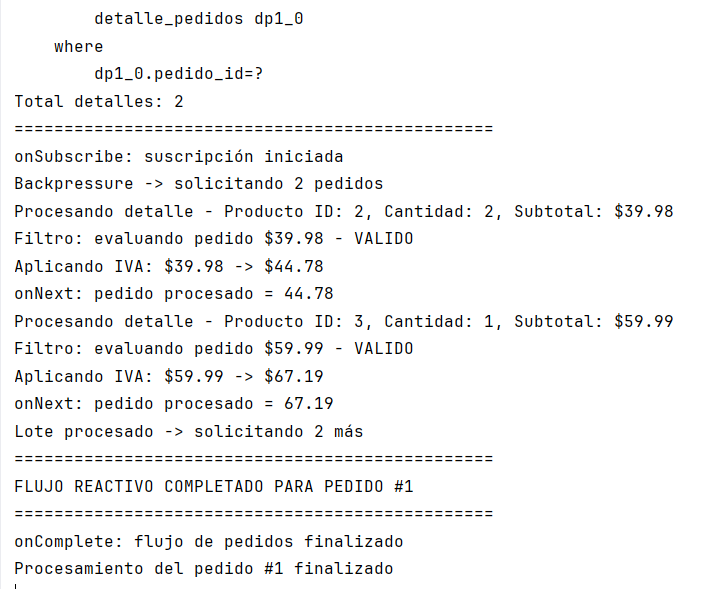 detalle_pedidos dp1_0
where
dp1_0.pedido_id=?
Total detalles: 2
================================================
onSubscribe: suscripción iniciada
Backpressure -> solicitando 2 pedidos
Procesando detalle - Producto ID: 2, Cantidad: 2, Subtotal: $39.98
Filtro: evaluando pedido $39.98 - VALIDO
Aplicando IVA: $39.98 -> $44.78
onNext: pedido procesado = 44.78
Procesando detalle - Producto ID: 3, Cantidad: 1, Subtotal: $59.99
Filtro: evaluando pedido $59.99 - VALIDO
Aplicando IVA: $59.99 -> $67.19
onNext: pedido procesado = 67.19
Lote procesado -> solicitando 2 más
================================================
FLUJO REACTIVO COMPLETADO PARA PEDIDO #1
================================================
onComplete: flujo de pedidos finalizado
Procesamiento del pedido #1 finalizado